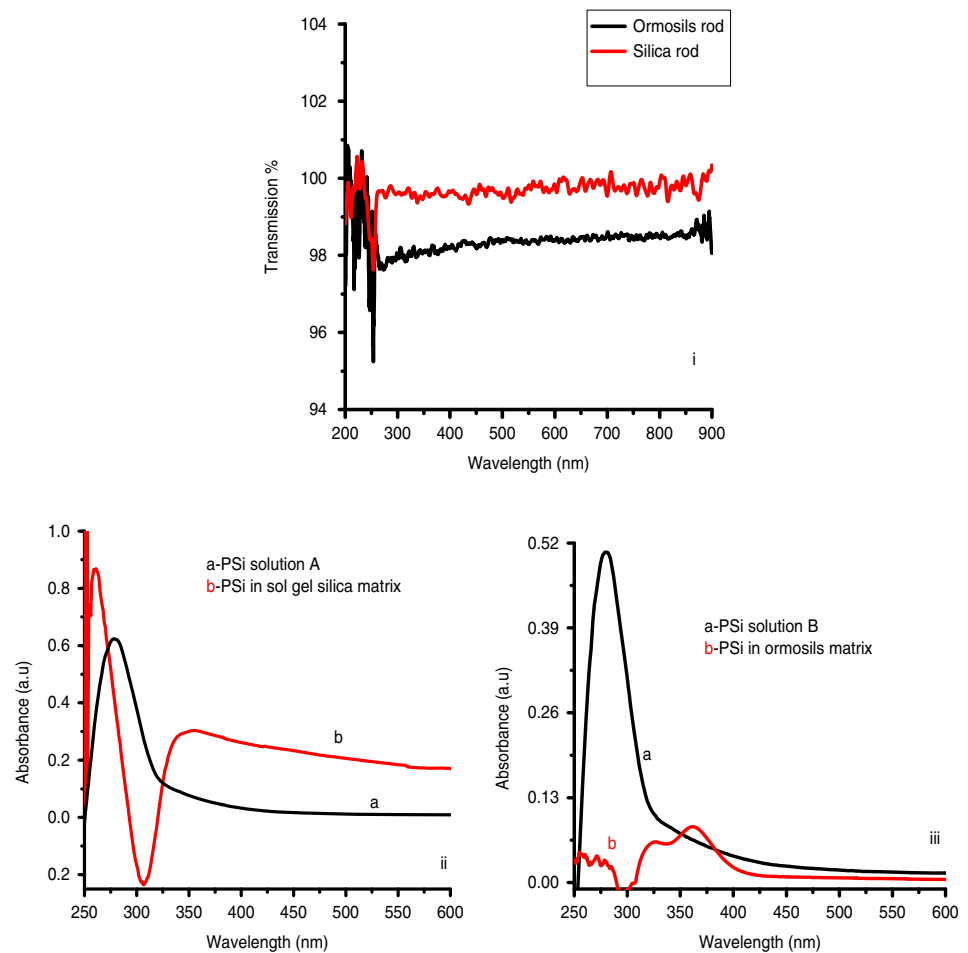 104
102
100
98
96
94
Transmission %
Ormosils rod
Silica rod
i
200 300 400 500 600 700 800 900
Wavelength (nm)
1.0
0.8
0.6
0.4
0.2
0.0
0.2
Absorbance (a.u)
a-PSi solution A
b-PSi in sol gel silica matrix
b
a
ii
250 300 350 400 450 500 550 600
Wavelength (nm)
0.52
0.39
0.26
0.13
0.00
Absorbance (a.u)
a-PSi solution B
b-PSi in ormosils matrix
a
b
iii
250 300 350 400 450 500 550 600
Wavelength (nm)